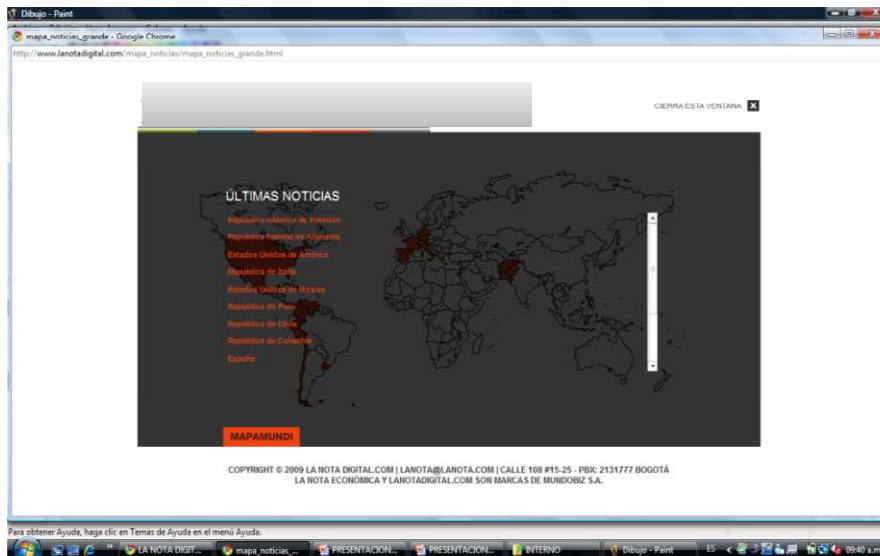 Dibujo - Paint
mapa_noticias_grande - Google Chrome
http://www.lanotadigital.com/mapa_noticias/mapa_noticias_grande.html
CIERRA ESTA VENTANA
ÚLTIMAS NOTICIAS
República Islámica de Pakistán
República Federal de Alemania
Estados Unidos de América
República de Italia
Estados Unidos de México
República de Perú
República de Chile
República de Colombia
España
MAPAMUNDI
COPYRIGHT © 2009 LA NOTA DIGITAL.COM | LANOTA@LANOTA.COM | CALLE 108 #15-25 - PBX: 2131777 BOGOTÁ
LA NOTA ECONÓMICA Y LANOTADIGITAL.COM SON MARCAS DE MUNDOBIZ S.A.
Para obtener Ayuda, haga clic en Temas de Ayuda en el menú Ayuda.
LA NOTA DIGIT... mapa_noticias_... PRESENTACION... PRESENTACION... INTERNO Dibujo - Paint ES 09:40 a.m.